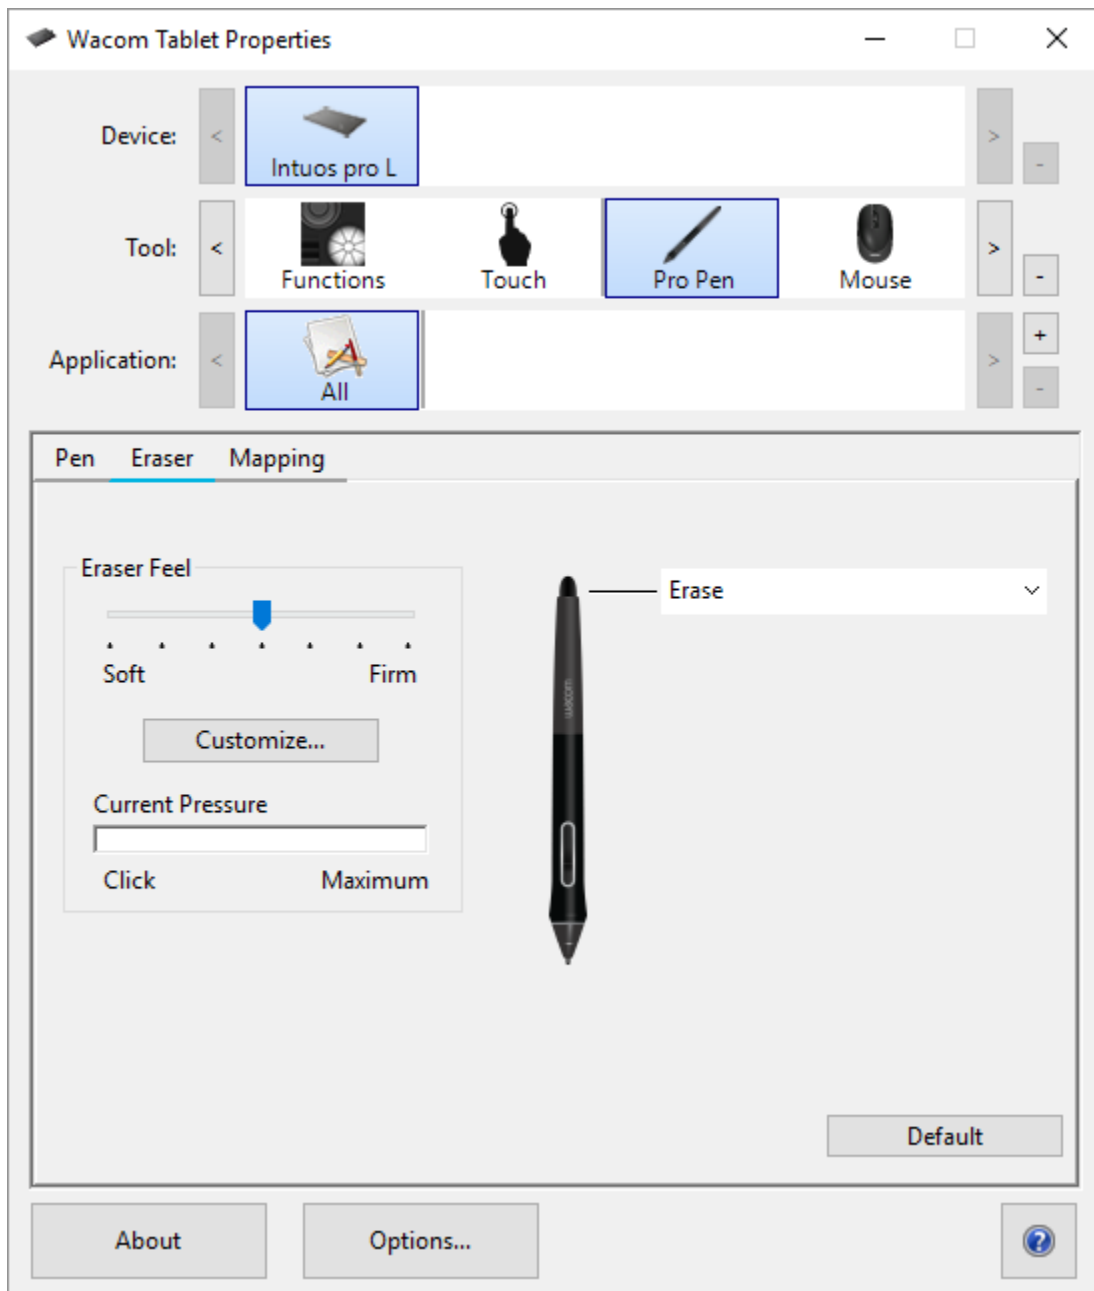 Wacom Tablet Properties
Device:
<
Intuos pro L
>
-
Tool:
<
Functions
Touch
Pro Pen
Mouse
>
-
Application:
<
All
>
+
-
Pen Eraser Mapping
Eraser Feel
Soft Firm
Customize...
Current Pressure
Click Maximum
wacom
Erase
Default
About
Options...
?